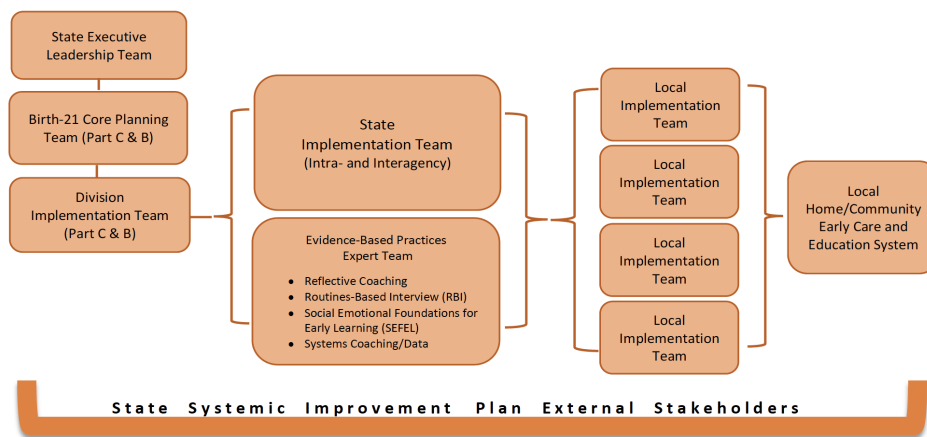 State Executive
Leadership Team
Birth-21 Core Planning
Team (Part C & B)
Division
Implementation Team
(Part C & B)
State
Implementation Team
(Intra- and Interagency)
Evidence-Based Practices
Expert Team
● Reflective Coaching
● Routines-Based Interview (RBI)
● Social Emotional Foundations for
Early Learning (SEFEL)
● Systems Coaching/Data
Local
Implementation
Team
Local
Implementation
Team
Local
Implementation
Team
Local
Implementation
Team
Local
Home/Community
Early Care and
Education System
State Systemic Improvement Plan External Stakeholders